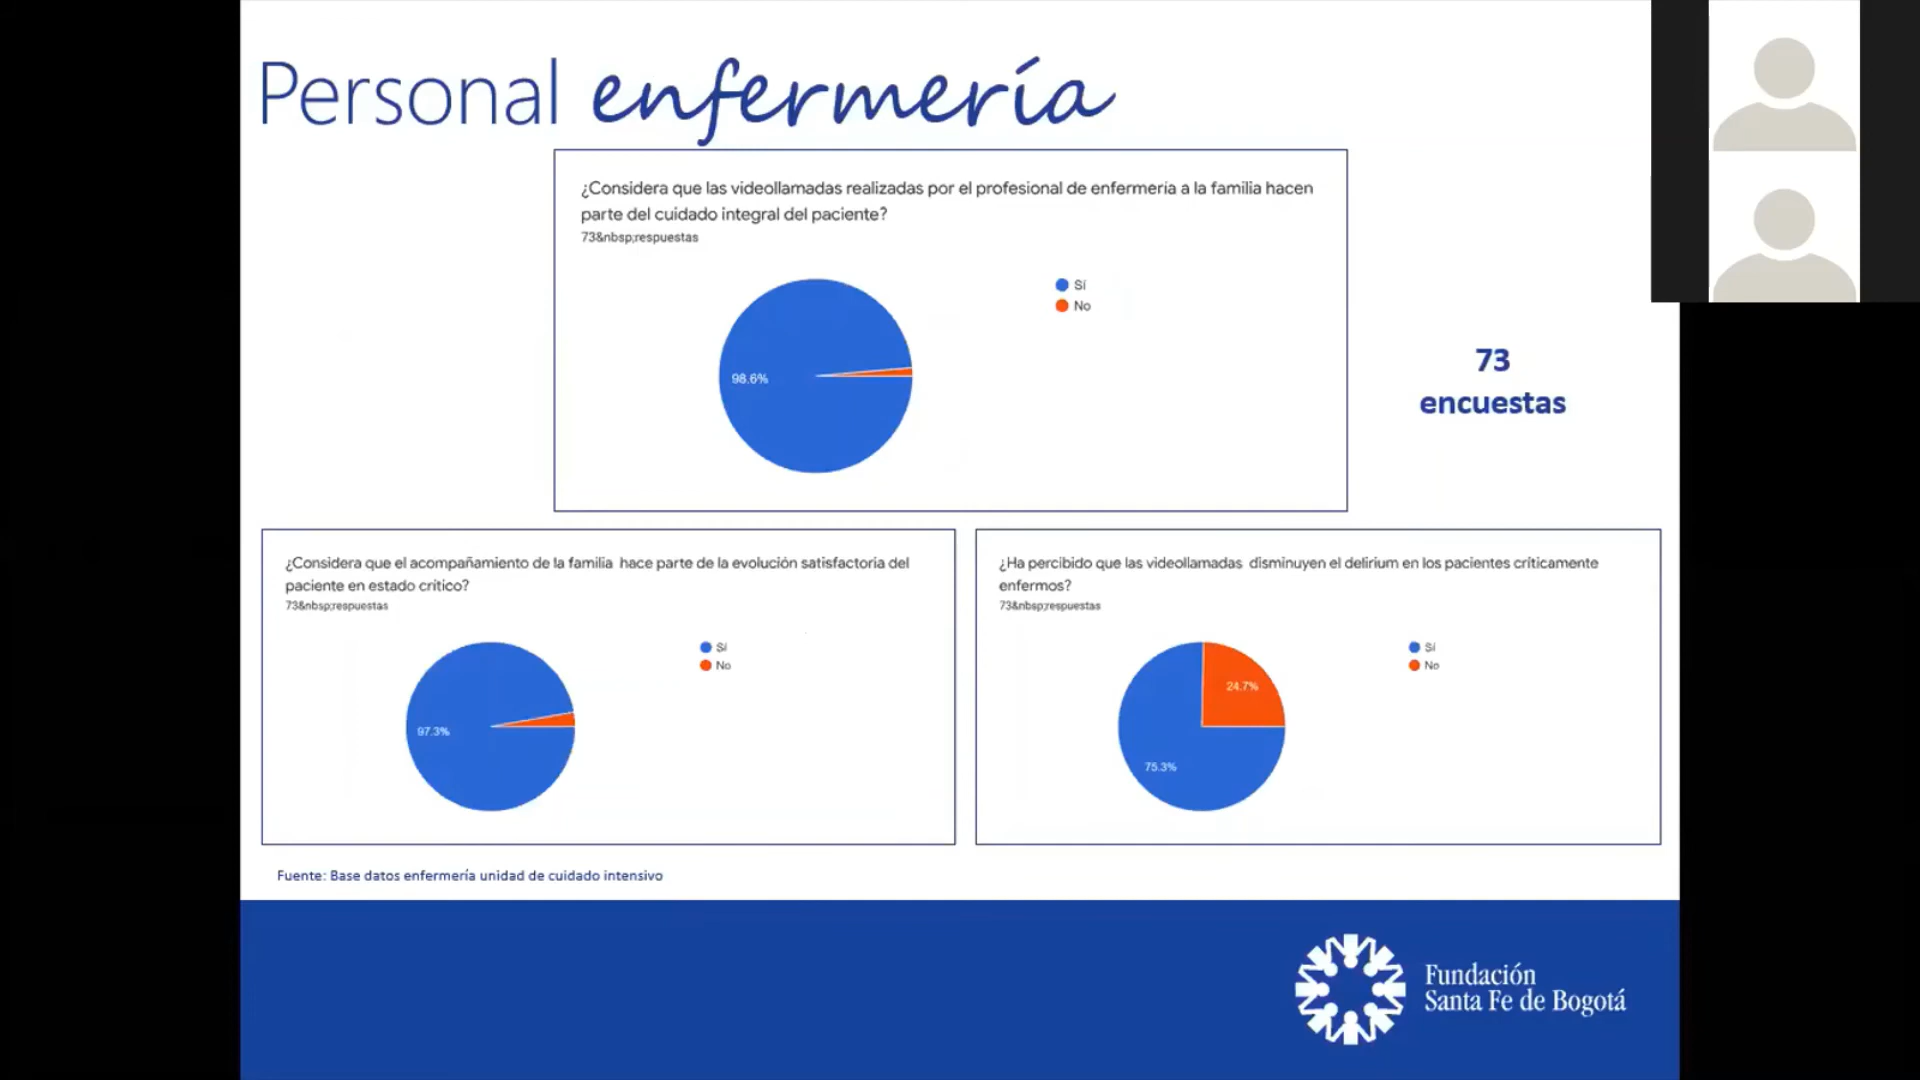 Personal enfermería
¿Considera que las videollamadas realizadas por el profesional de enfermería a la familia hacen
parte del cuidado integral del paciente?
73&nbsp;respuestas
Sí
No
98.6%
73
encuestas
¿Considera que el acompañamiento de la familia  hace parte de la evolución satisfactoria del
paciente en estado crítico?
73&nbsp;respuestas
Sí
No
97.3%
¿Ha percibido que las videollamadas  disminuyen el delirium en los pacientes críticamente
enfermos?
73&nbsp;respuestas
Sí
No
24.7%
75.3%
Fuente: Base datos enfermería unidad de cuidado intensivo
Fundación
Santa Fe de Bogotá